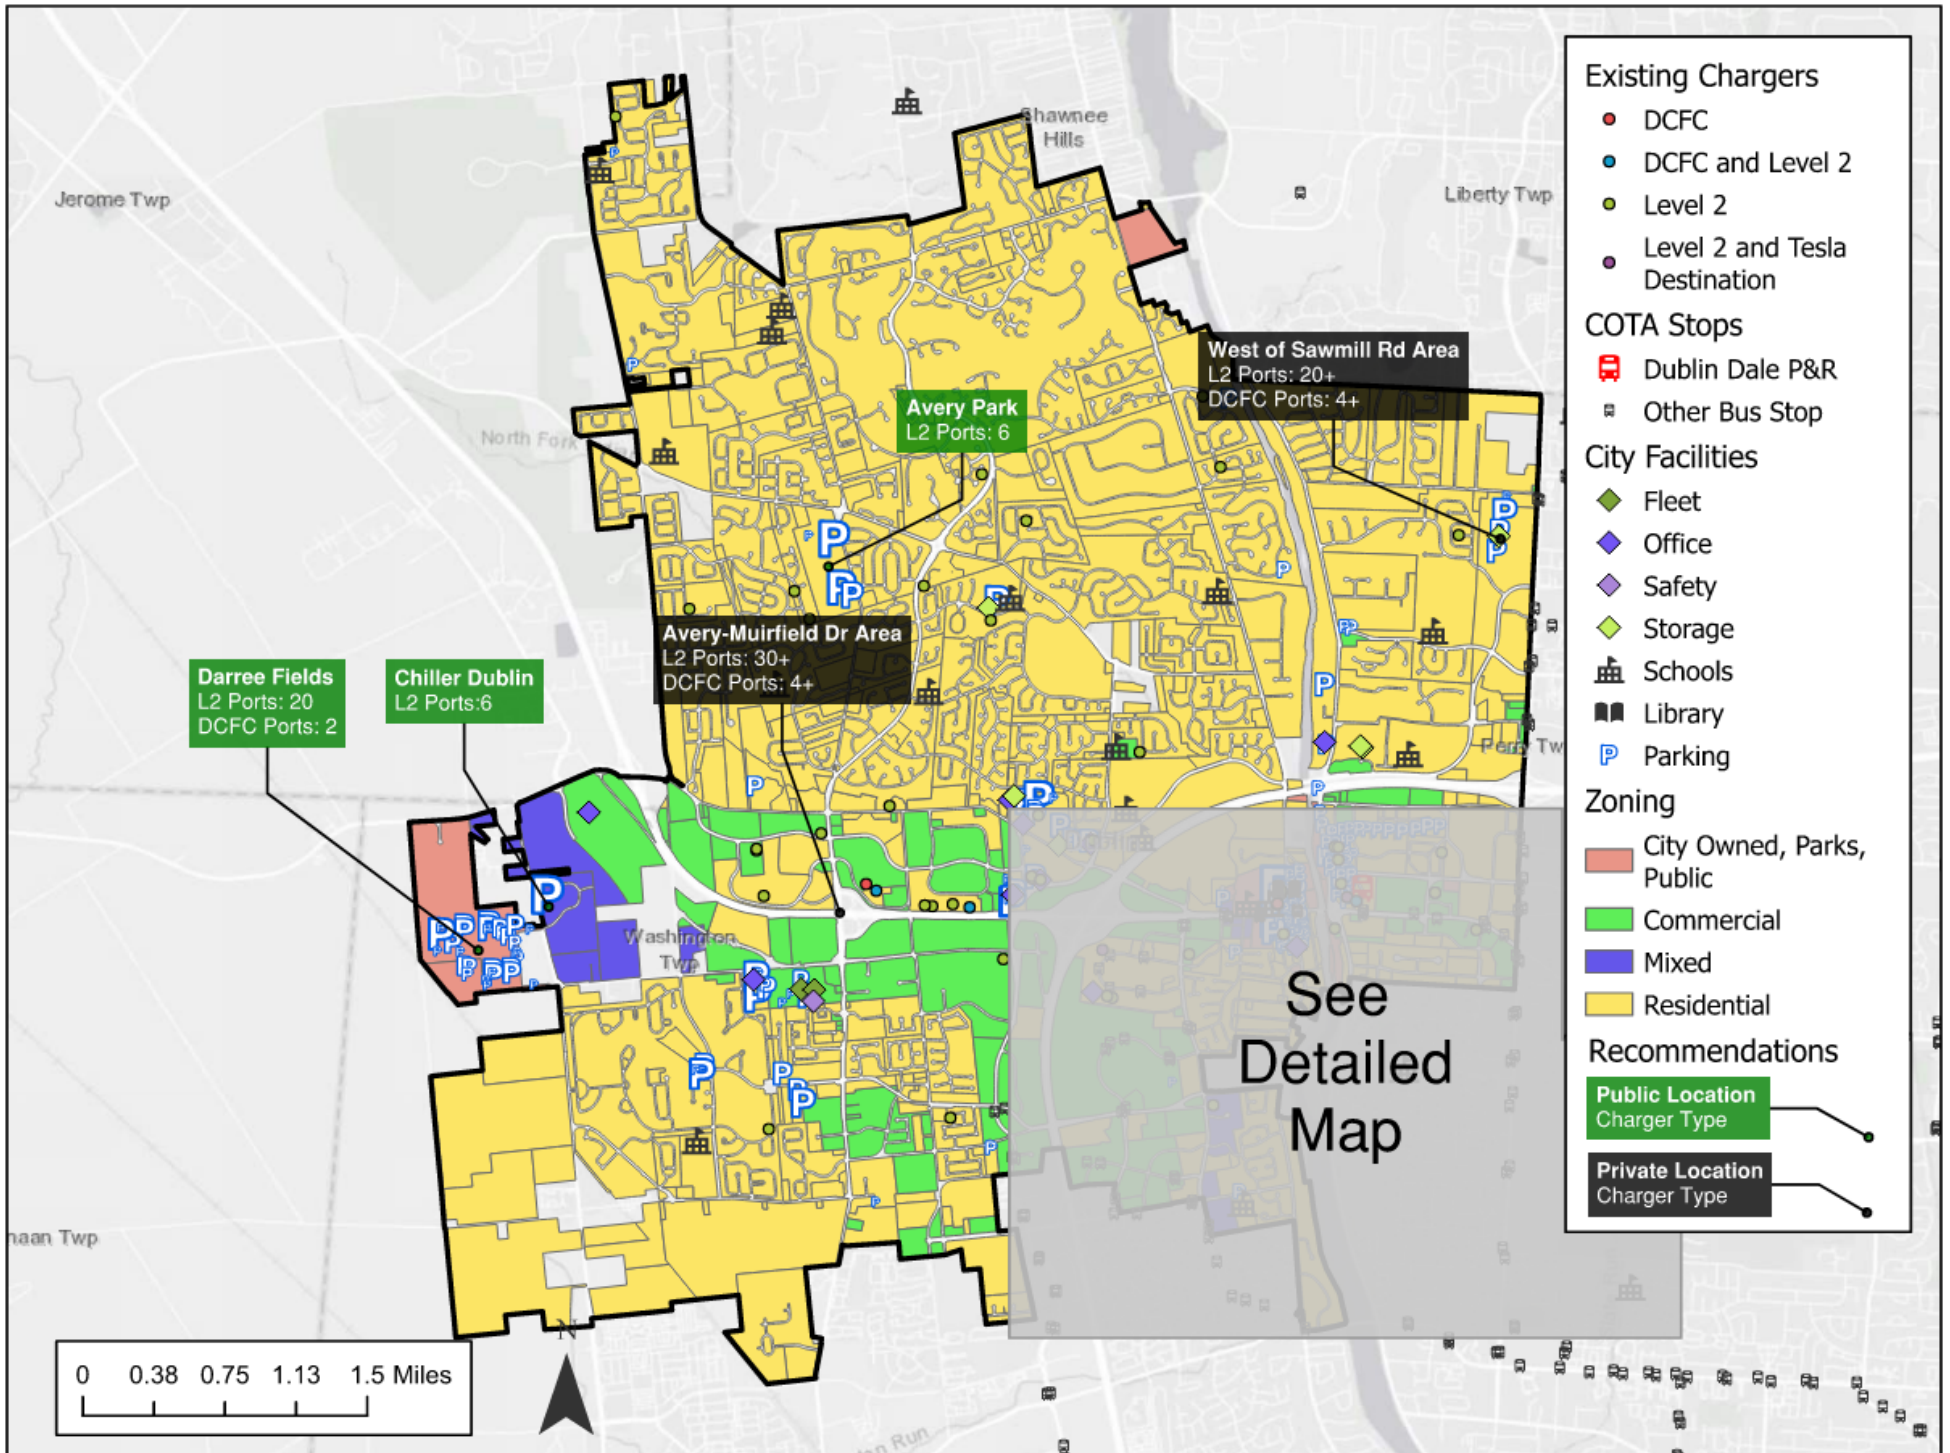 Shawnee
Hills
Jerome Twp
Liberty Twp
West of Sawmill Rd Area
L2 Ports: 20+
DCFC Ports: 4+
Avery Park
L2 Ports: 6
North Fork
Avery-Muirfield Dr Area
L2 Ports: 30+
DCFC Ports: 4+
Darree Fields
L2 Ports: 20
DCFC Ports: 2
Chiller Dublin
L2 Ports:6
Perry Tw
Washington
Twp
See
Detailed
Map
naan Twp
Run
N
0 0.38 0.75 1.13 1.5 Miles
Existing Chargers
DCFC
DCFC and Level 2
Level 2
Level 2 and Tesla
Destination
COTA Stops
Dublin Dale P&R
Other Bus Stop
City Facilities
Fleet
Office
Safety
Storage
Schools
Library
P Parking
Zoning
City Owned, Parks,
Public
Commercial
Mixed
Residential
Recommendations
Public Location
Charger Type
Private Location
Charger Type